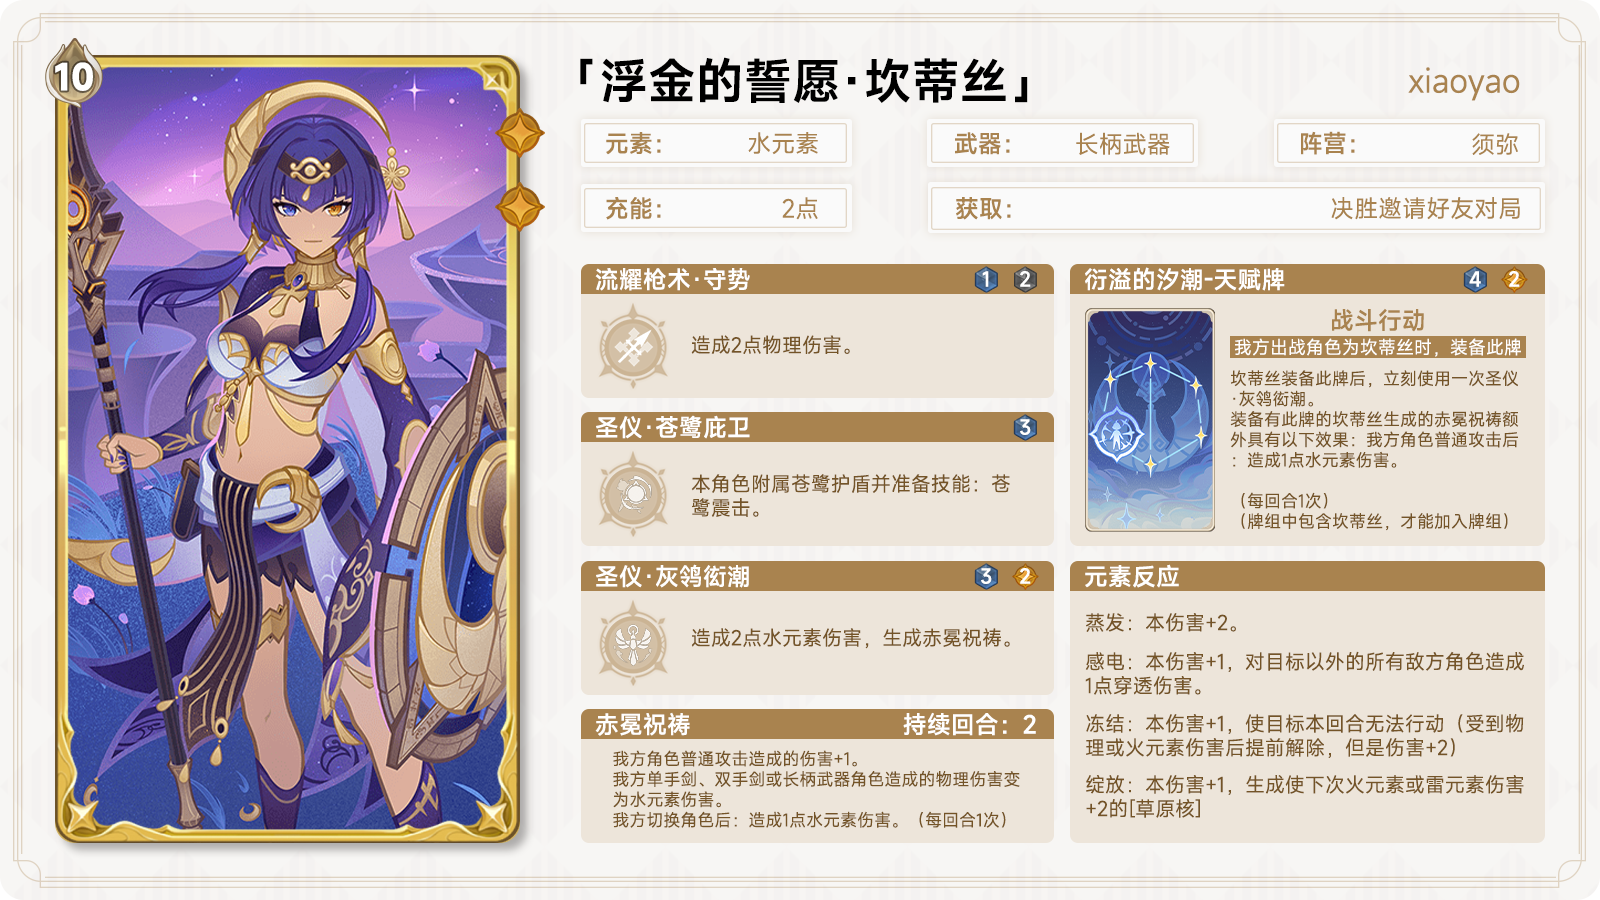 10
「浮金的誓愿·坎蒂丝」
xiaoyao
元素： 水元素
武器： 长柄武器
阵营： 须弥
充能： 2点
获取： 决胜邀请好友对局
流耀枪术·守势 1 2
造成2点物理伤害。
圣仪·苍鹭庇卫 3
本角色附属苍鹭护盾并准备技能：苍
鹭震击。
圣仪·灰鸰衒潮 3 2
造成2点水元素伤害，生成赤冕祝祷。
赤冕祝祷 持续回合：2
我方角色普通攻击造成的伤害+1。
我方单手剑、双手剑或长柄武器角色造成的物理伤害变
为水元素伤害。
我方切换角色后：造成1点水元素伤害。（每回合1次）
衍溢的汐潮-天赋牌 4 2
战斗行动
我方出战角色为坎蒂丝时，装备此牌
坎蒂丝装备此牌后，立刻使用一次圣仪
·灰鸰衒潮。
装备有此牌的坎蒂丝生成的赤冕祝祷额
外具有以下效果：我方角色普通攻击后
：造成1点水元素伤害。
（每回合1次）
（牌组中包含坎蒂丝，才能加入牌组）
元素反应
蒸发：本伤害+2。
感电：本伤害+1，对目标以外的所有敌方角色造成
1点穿透伤害。
冻结：本伤害+1，使目标本回合无法行动（受到物
理或火元素伤害后提前解除，但是伤害+2）
绽放：本伤害+1，生成使下次火元素或雷元素伤害
+2的[草原核]